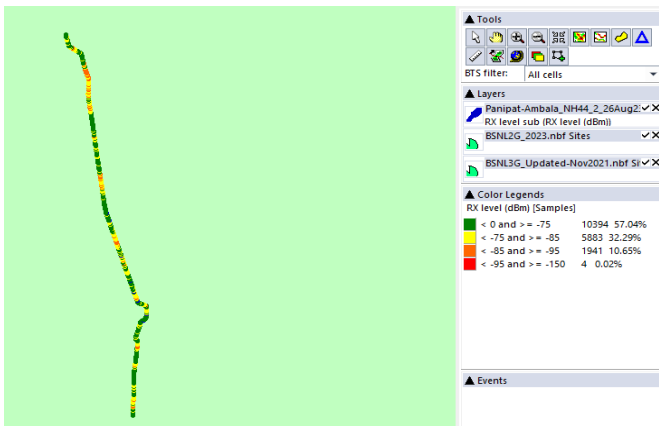 Tools
BTS filter: All cells
Layers
Panipat-Ambala_NH44_2_26Aug2
RX level sub (RX level (dBm))
BSNL2G_2023.nbf Sites
BSNL3G_Updated-Nov2021.nbf Si
Color Legends
RX level (dBm) [Samples]
< 0 and >= -75 10394 57.04%
< -75 and >= -85 5883 32.29%
< -85 and >= -95 1941 10.65%
< -95 and >= -150 4 0.02%
Events